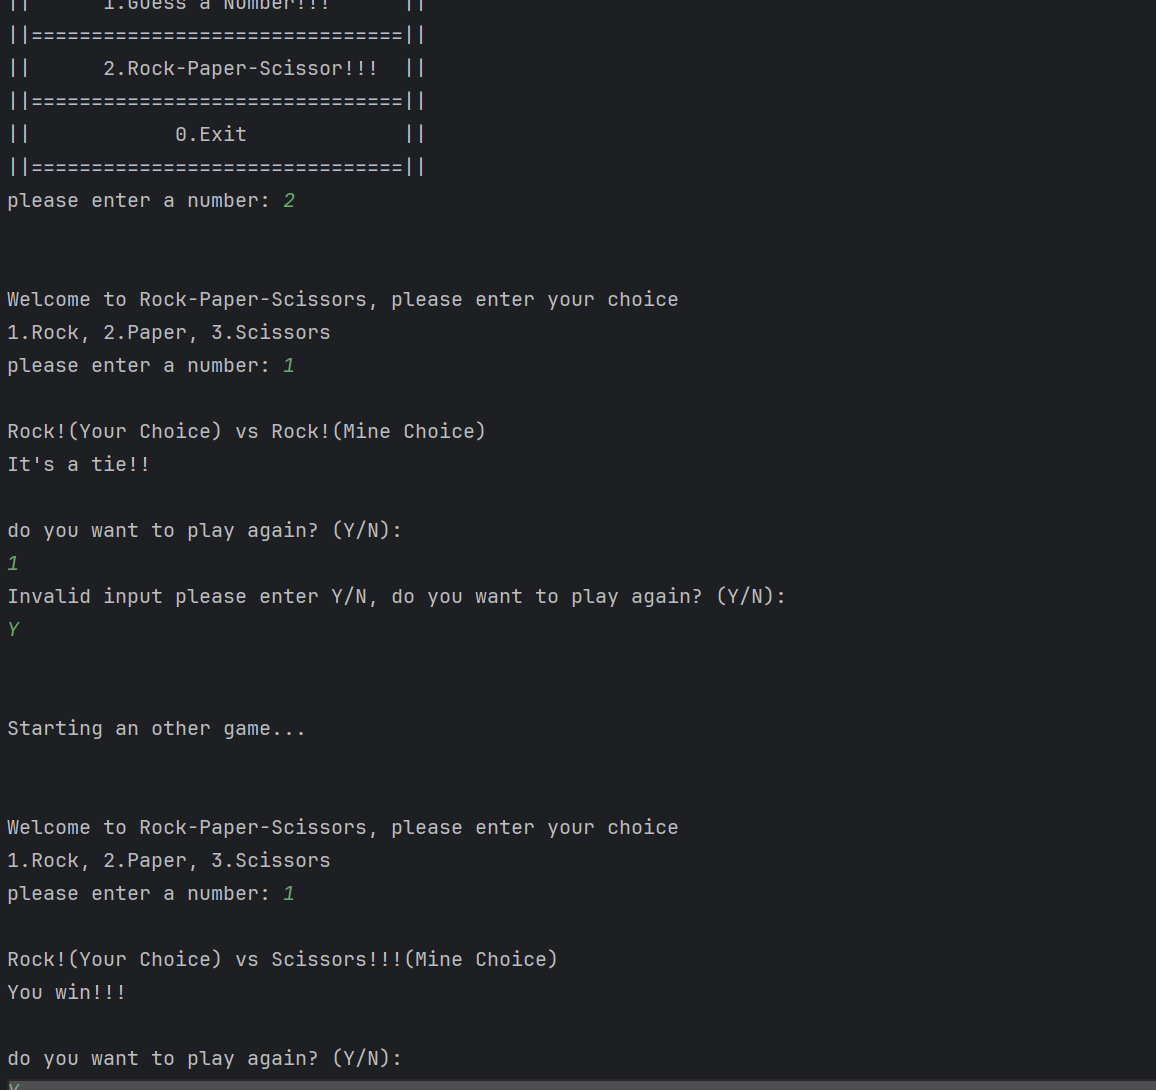 ||      1.Guess a Number!!!      ||
||===============================||
||      2.Rock-Paper-Scissor!!!  ||
||===============================||
||            0.Exit             ||
||===============================||
please enter a number: 2
Welcome to Rock-Paper-Scissors, please enter your choice
1.Rock, 2.Paper, 3.Scissors
please enter a number: 1
Rock!(Your Choice) vs Rock!(Mine Choice)
It's a tie!!
do you want to play again? (Y/N):
1
Invalid input please enter Y/N, do you want to play again? (Y/N):
Y
Starting an other game...
Welcome to Rock-Paper-Scissors, please enter your choice
1.Rock, 2.Paper, 3.Scissors
please enter a number: 1
Rock!(Your Choice) vs Scissors!!!(Mine Choice)
You win!!!
do you want to play again? (Y/N):